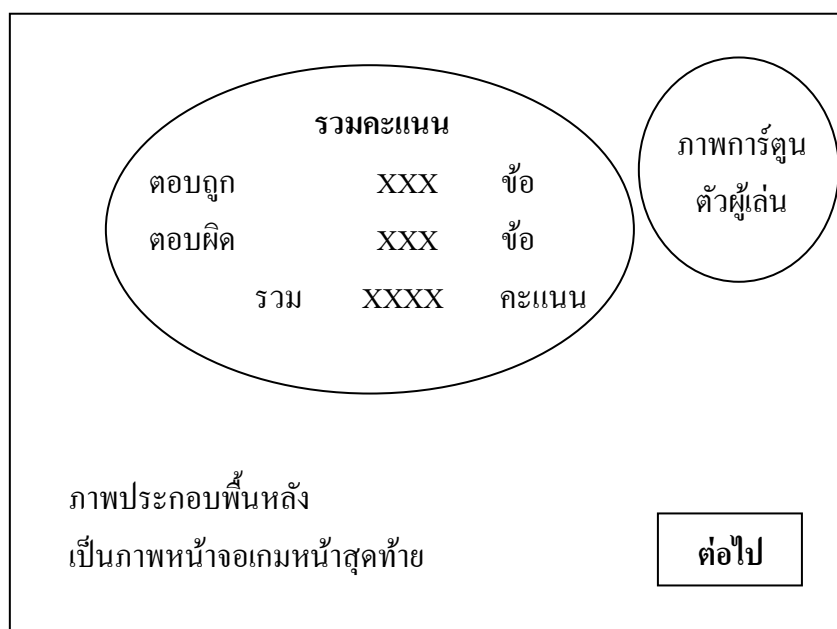 รวมคะแนน
ตอบถูก XXX ข้อ
ตอบผิด XXX ข้อ
รวม XXXX คะแนน
ภาพการ์ตูน
ตัวผู้เล่น
ภาพประกอบพื้นหลัง
เป็นภาพหน้าจอเกมหน้าสุดท้าย
ต่อไป